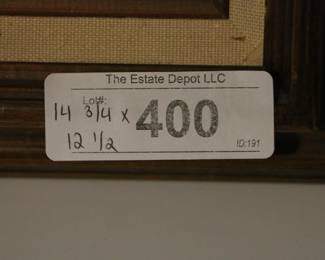 The Estate Depot LLC
Lot#:
14 3/4 x 400
12 1/2
ID:191